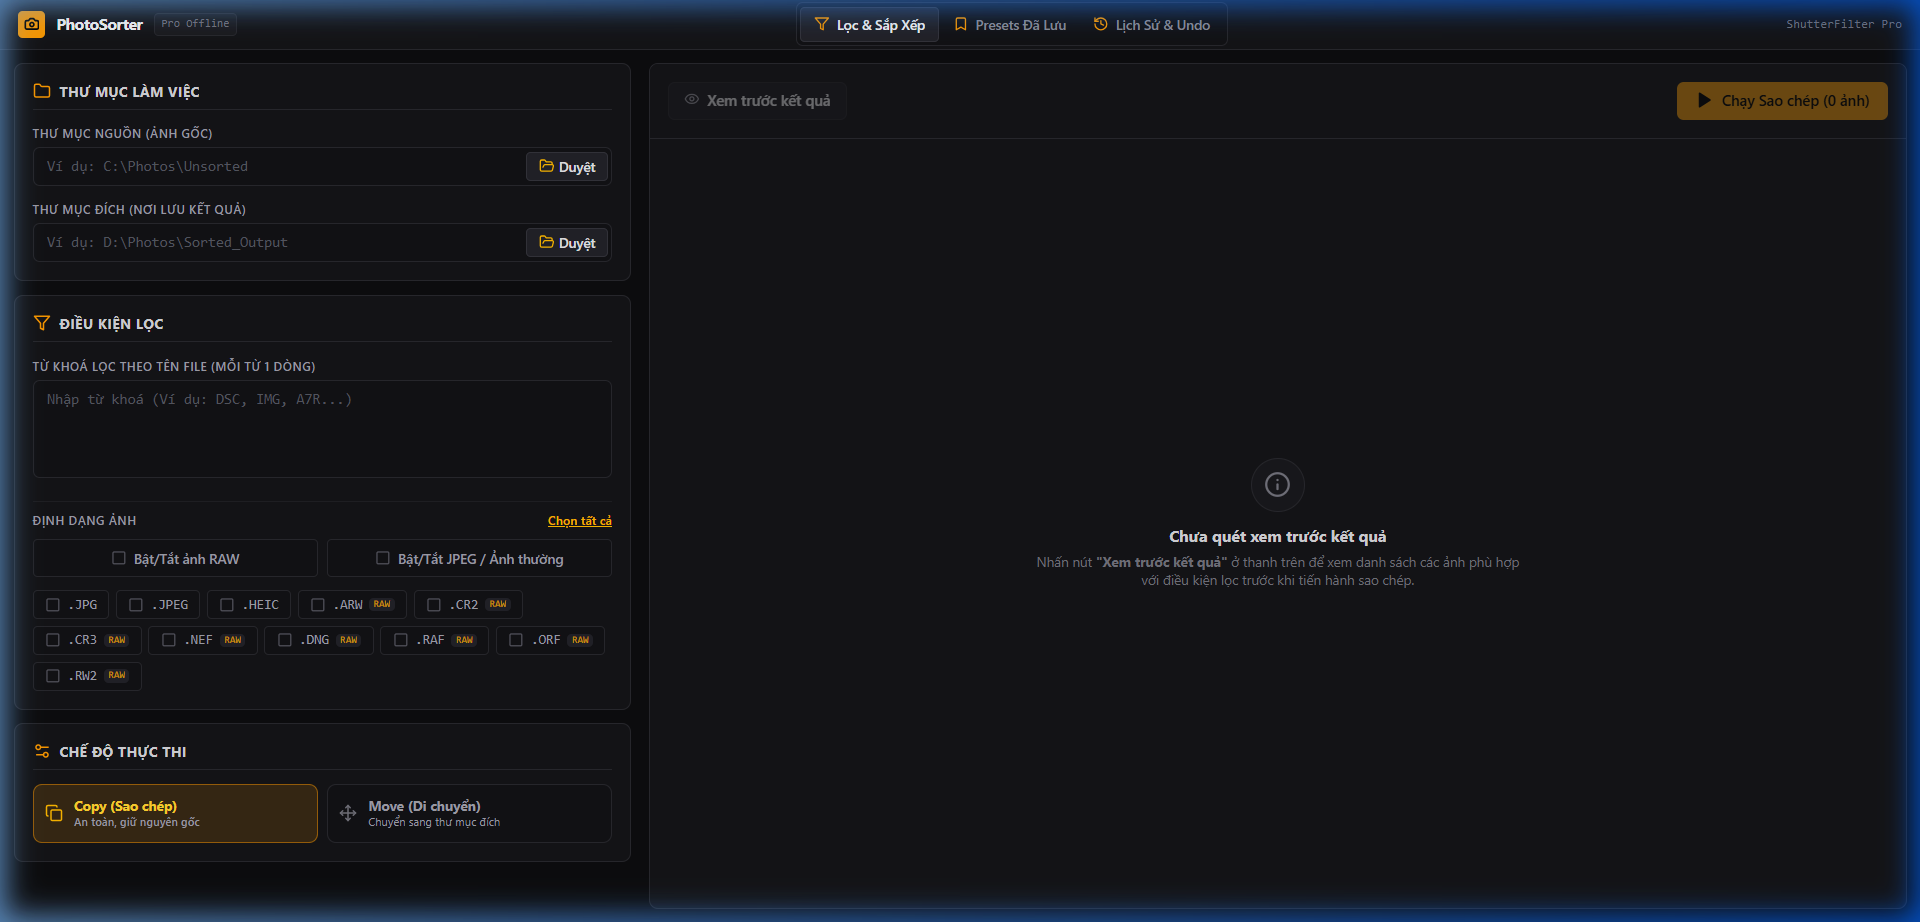 PhotoSorter
Pro Offline
Lọc & Sắp Xếp
Presets Đã Lưu
Lịch Sử & Undo
ShutterFilter Pro
THƯ MỤC LÀM VIỆC
THƯ MỤC NGUỒN (ẢNH GỐC)
Ví dụ: C:\Photos\Unsorted
Duyệt
THƯ MỤC ĐÍCH (NƠI LƯU KẾT QUẢ)
Ví dụ: D:\Photos\Sorted_Output
Duyệt
ĐIỀU KIỆN LỌC
TỪ KHOÁ LỌC THEO TÊN FILE (MỖI TỪ 1 DÒNG)
Nhập từ khoá (Ví dụ: DSC, IMG, A7R...)
ĐỊNH DẠNG ẢNH
Chọn tất cả
Bật/Tắt ảnh RAW
Bật/Tắt JPEG / Ảnh thường
.JPG
.JPEG
.HEIC
.ARW RAW
.CR2 RAW
.CR3 RAW
.NEF RAW
.DNG RAW
.RAF RAW
.ORF RAW
.RW2 RAW
CHẾ ĐỘ THỰC THI
Copy (Sao chép)
An toàn, giữ nguyên gốc
Move (Di chuyển)
Chuyển sang thư mục đích
Xem trước kết quả
Chạy Sao chép (0 ảnh)
Chưa quét xem trước kết quả
Nhấn nút "Xem trước kết quả" ở thanh trên để xem danh sách các ảnh phù hợp
với điều kiện lọc trước khi tiến hành sao chép.